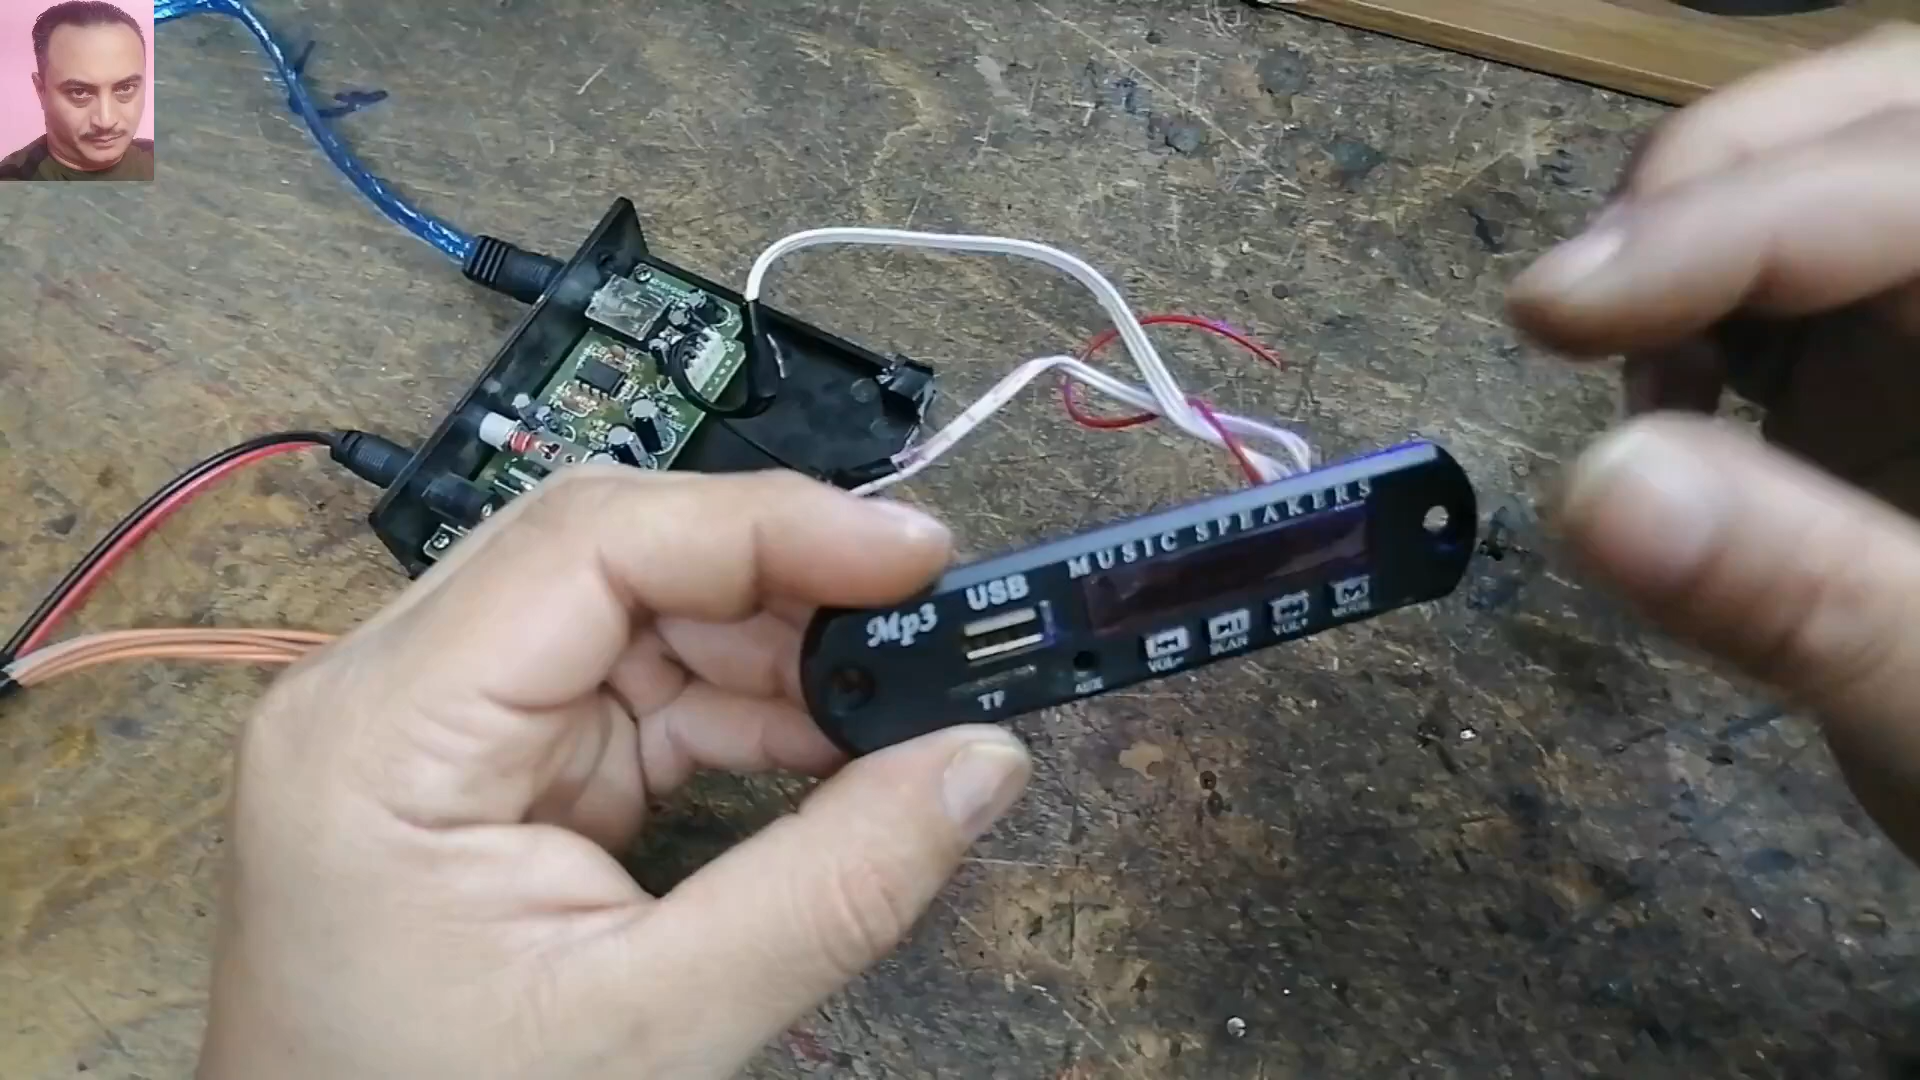 MUSIC SPEAKERS
USB
Mp3
TF
AUX
VOL-
SCAN
VOL+
MODE